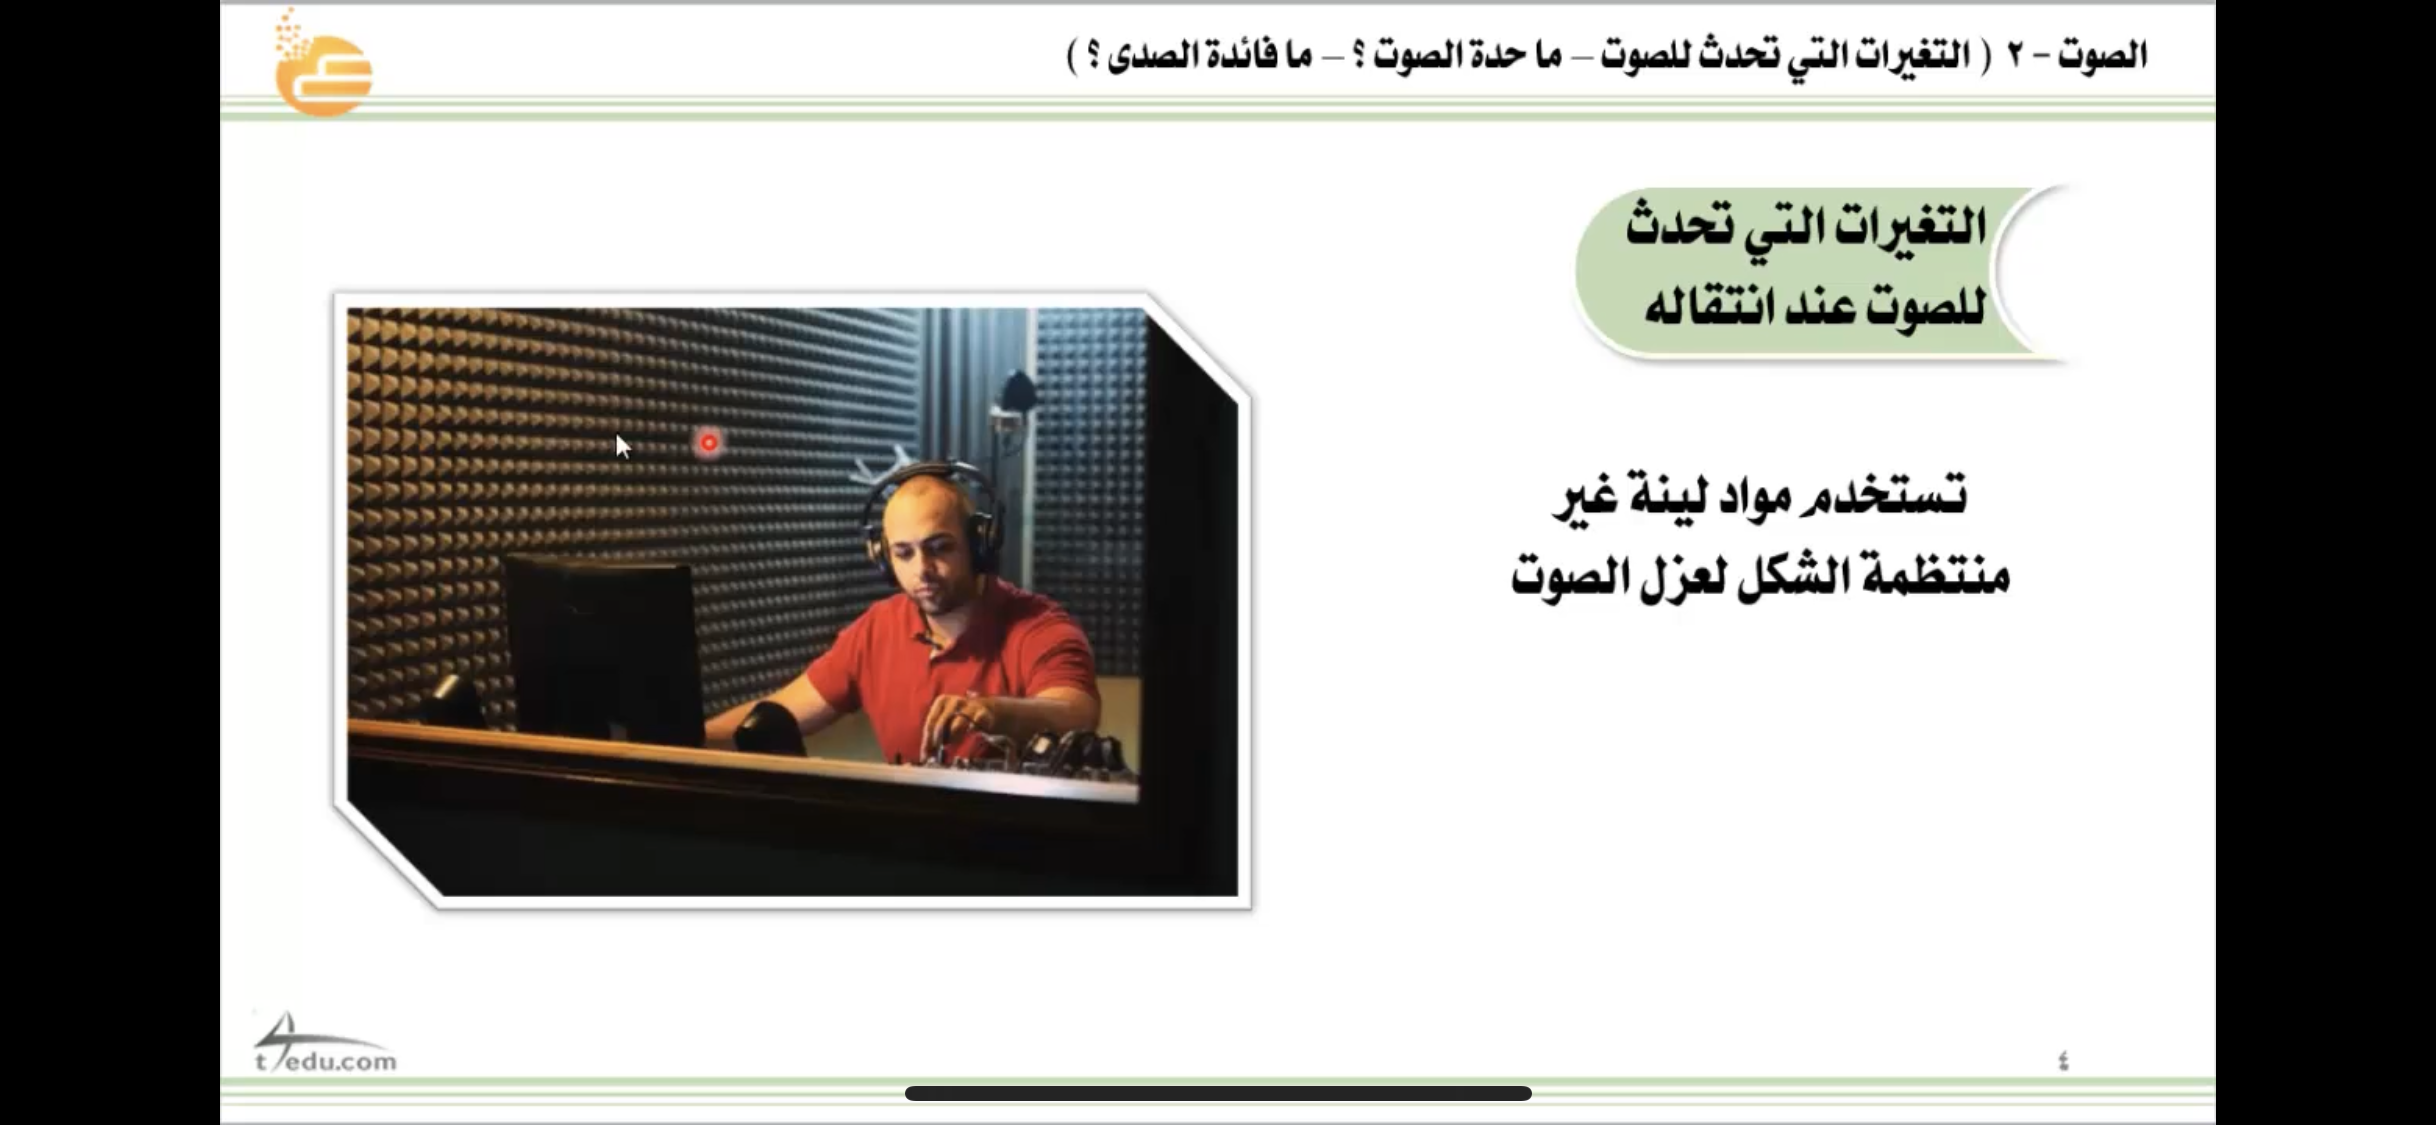 الصوت – ٢ ( التغيرات التي تحدث للصوت – ما حدة الصوت ؟ – ما فائدة الصدى ؟ )
التغيرات التي تحدث
للصوت عند انتقاله
تستخدم مواد لينة غير
منتظمة الشكل لعزل الصوت
t4edu.com
٤